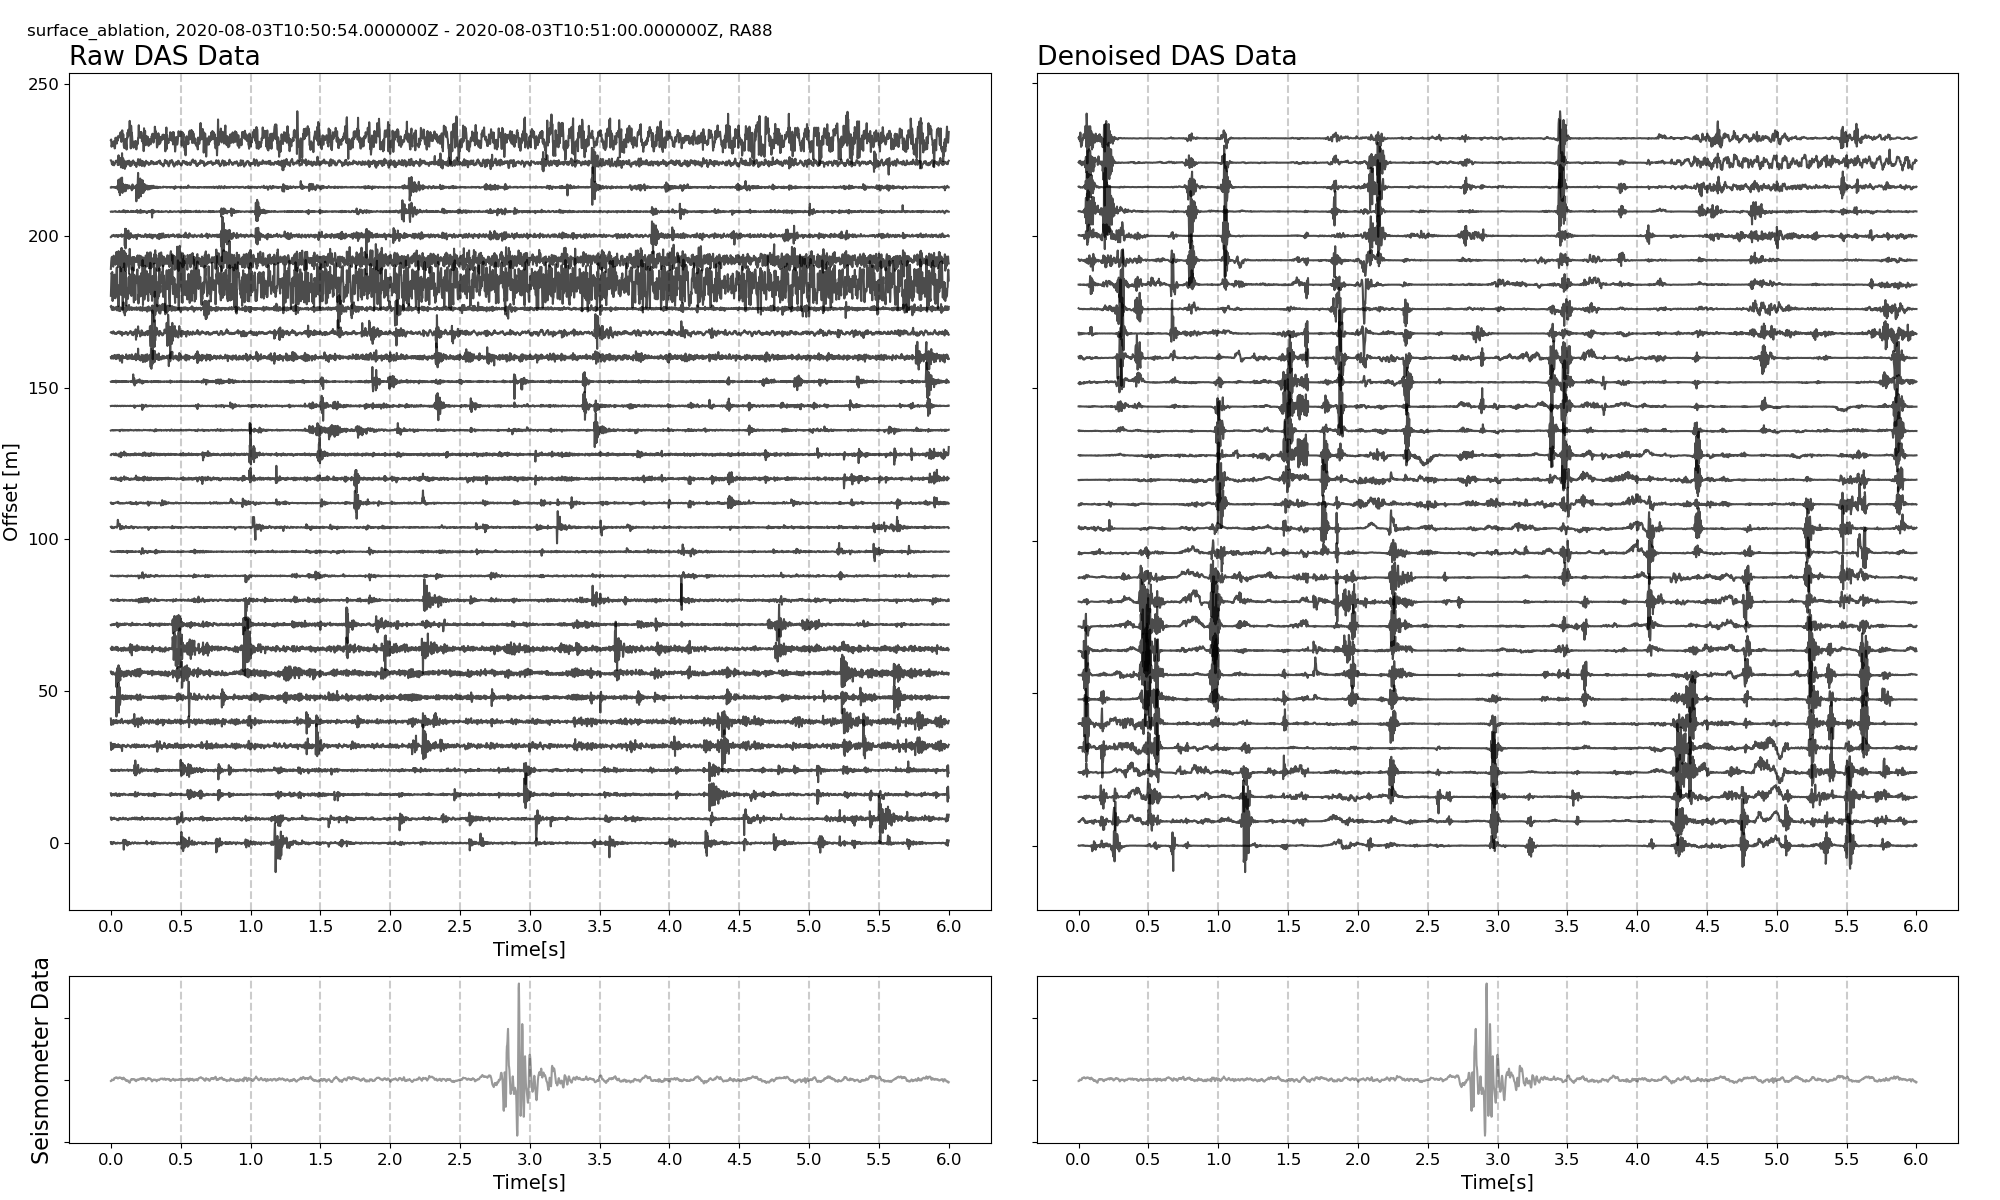 surface_ablation, 2020-08-03T10:50:54.000000Z - 2020-08-03T10:51:00.000000Z, RA88
Raw DAS Data
Denoised DAS Data
Offset [m]
250
200
150
100
50
0
0.0 0.5 1.0 1.5 2.0 2.5 3.0 3.5 4.0 4.5 5.0 5.5 6.0
Time[s]
0.0 0.5 1.0 1.5 2.0 2.5 3.0 3.5 4.0 4.5 5.0 5.5 6.0
Seismometer Data
0.0 0.5 1.0 1.5 2.0 2.5 3.0 3.5 4.0 4.5 5.0 5.5 6.0
Time[s]
0.0 0.5 1.0 1.5 2.0 2.5 3.0 3.5 4.0 4.5 5.0 5.5 6.0
Time[s]